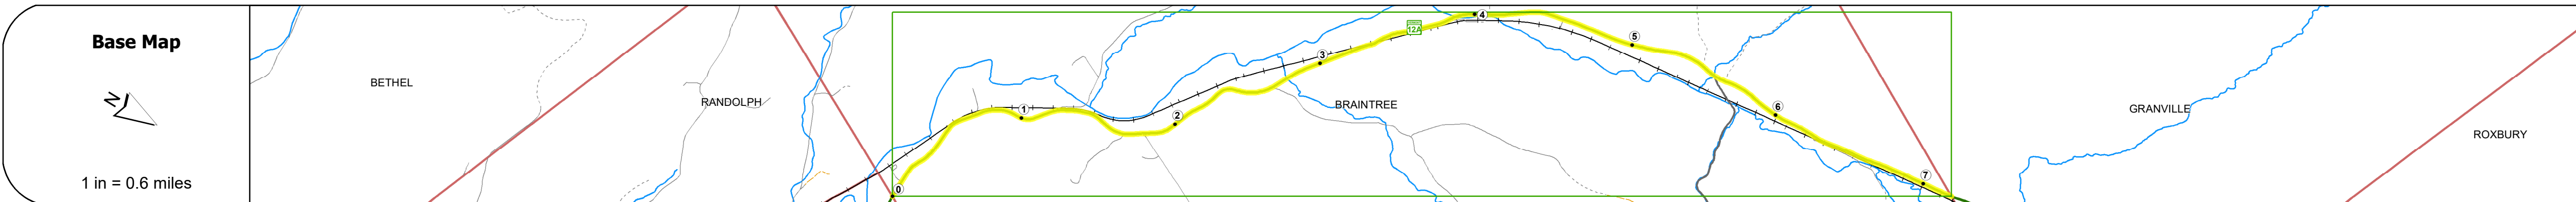 Base Map
N
1 in = 0.6 miles
BETHEL
RANDOLPH
BRAINTREE
GRANVILLE
ROXBURY
12A
0
1
2
3
4
5
6
7